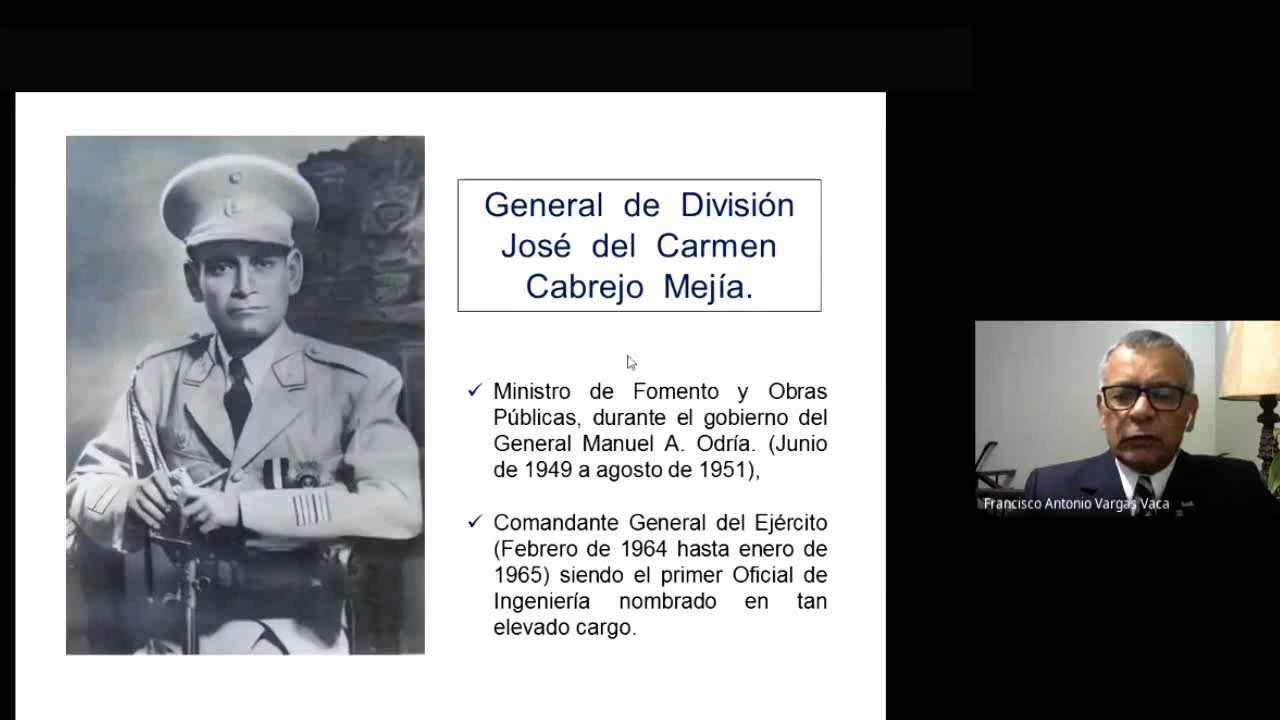 General de División
José del Carmen
Cabrejo Mejía.
Ministro de Fomento y Obras
Públicas, durante el gobierno del
General Manuel A. Odría. (Junio
de 1949 a agosto de 1951),
Comandante General del Ejército
(Febrero de 1964 hasta enero de
1965) siendo el primer Oficial de
Ingeniería nombrado en tan
elevado cargo.
Francisco Antonio Vargas Vaca